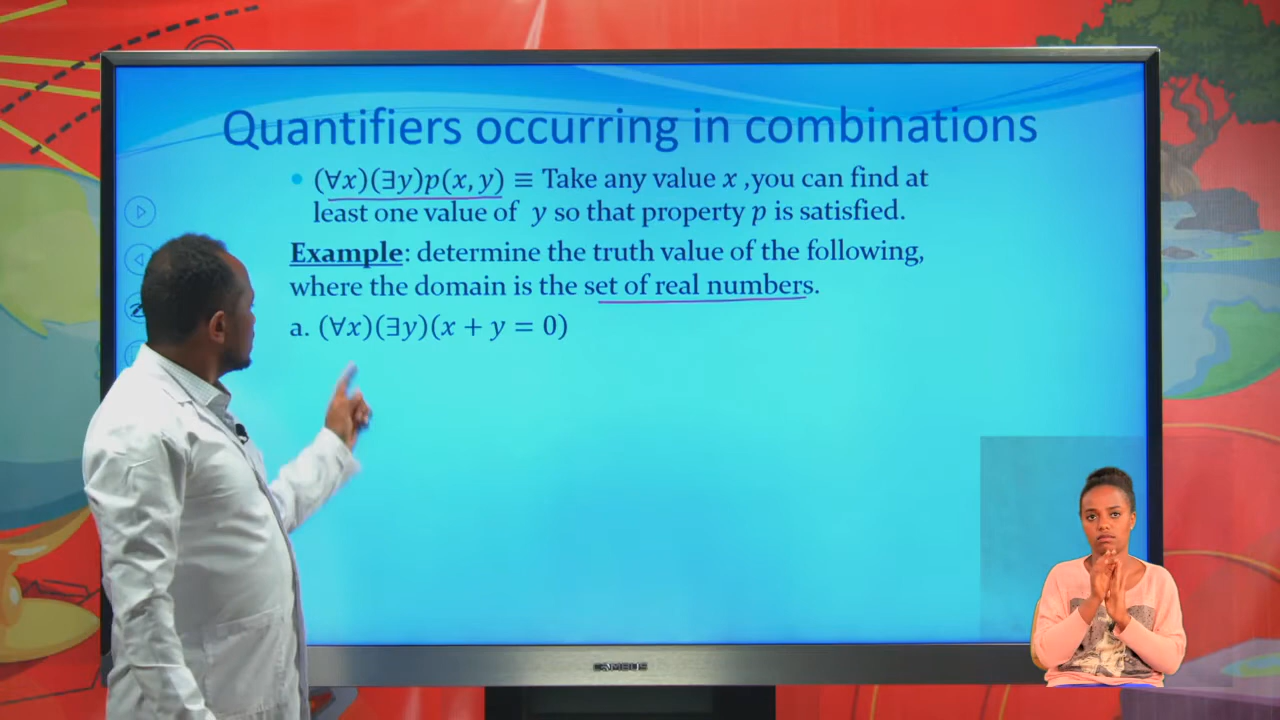 Quantifiers occurring in combinations
• (∀x)(∃y)p(x, y) ≡ Take any value x ,you can find at
least one value of y so that property p is satisfied.
Example: determine the truth value of the following,
where the domain is the set of real numbers.
a. (∀x)(∃y)(x + y = 0)